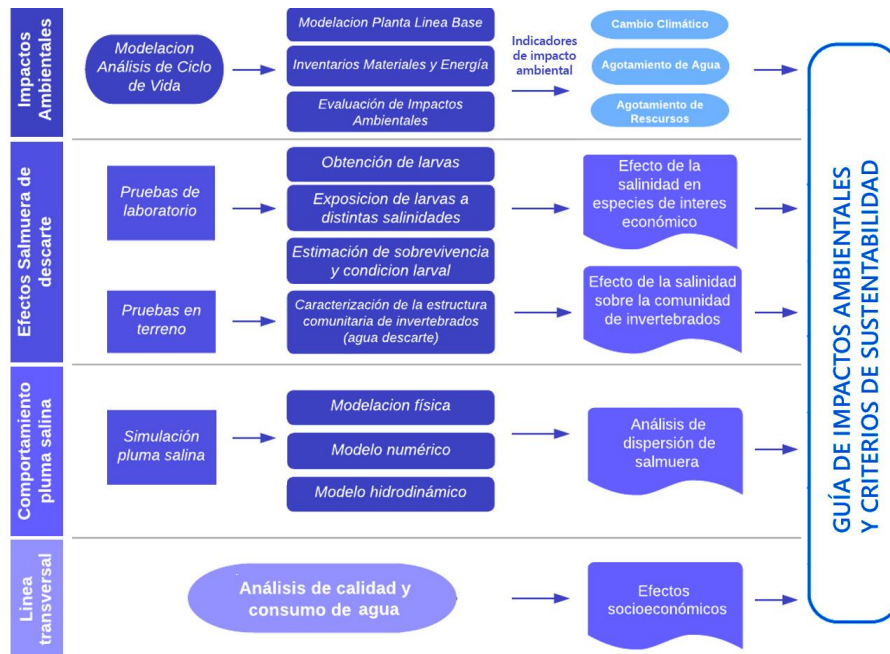 Impactos
Ambientales
Modelacion
Análisis de Ciclo
de Vida
Modelacion Planta Linea Base
Inventarios Materiales y Energía
Evaluación de Impactos
Ambientales
Indicadores
de impacto
ambiental
Cambio Climático
Agotamiento de Agua
Agotamiento de
Rescursos
Efectos Salmuera de
descarte
Pruebas de
laboratorio
Obtención de larvas
Exposicion de larvas a
distintas salinidades
Estimación de sobrevivencia
y condicion larval
Efecto de la
salinidad en
especies de interes
económico
Pruebas en
terreno
Caracterización de la estructura
comunitaria de invertebrados
(agua descarte)
Efecto de la salinidad
sobre la comunidad
de invertebrados
Comportamiento
pluma salina
Simulación
pluma salina
Modelacion física
Modelo numérico
Modelo hidrodinámico
Análisis de
dispersión de
salmuera
Linea
transversal
Análisis de calidad y
consumo de agua
Efectos
socioeconómicos
GUÍA DE IMPACTOS AMBIENTALES
Y CRITERIOS DE SUSTENTABILIDAD